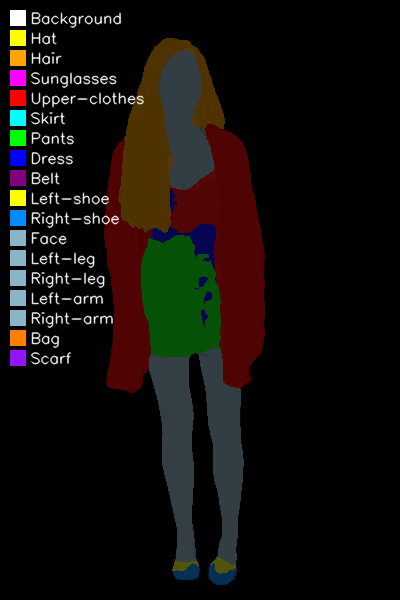 Background
Hat
Hair
Sunglasses
Upper-clothes
Skirt
Pants
Dress
Belt
Left-shoe
Right-shoe
Face
Left-leg
Right-leg
Left-arm
Right-arm
Bag
Scarf